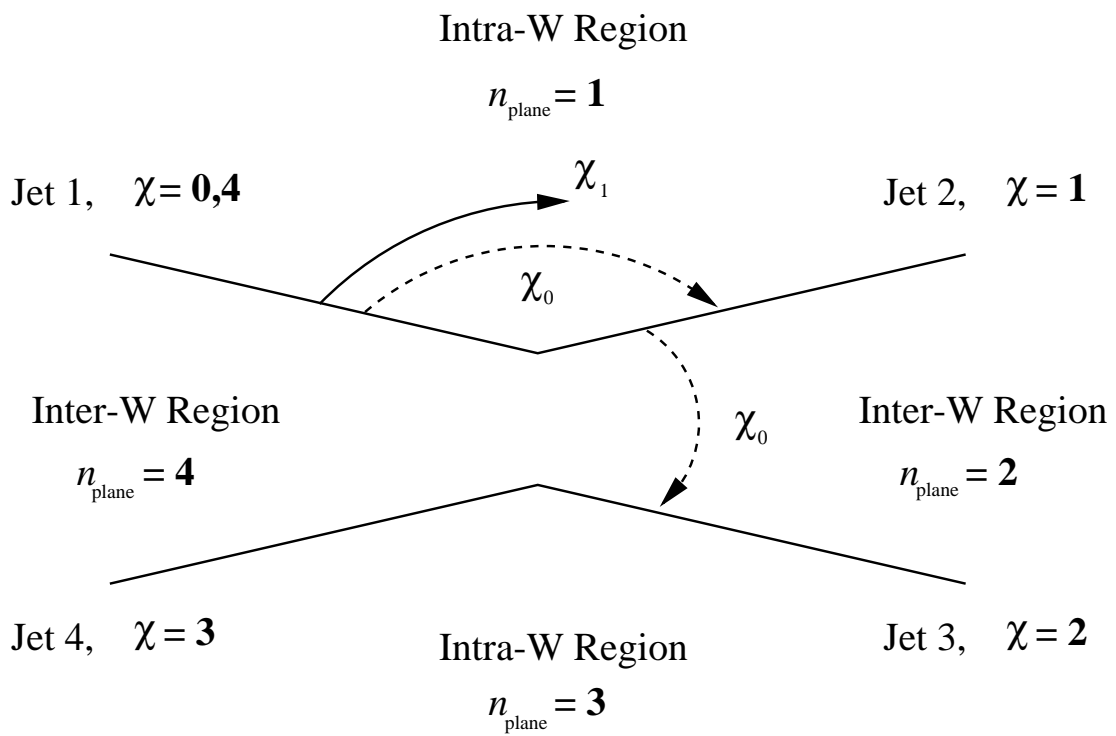 Intra-W Region
n_plane = 1
Jet 1, χ = 0,4
χ_1
Jet 2, χ = 1
χ_0
Inter-W Region
n_plane = 4
χ_0
Inter-W Region
n_plane = 2
Jet 4, χ = 3
Intra-W Region
n_plane = 3
Jet 3, χ = 2